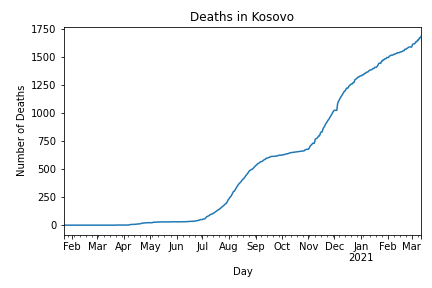 Deaths in Kosovo
1750
1500
1250
1000
750
500
250
0
Number of Deaths
Feb Mar Apr May Jun Jul Aug Sep Oct Nov Dec Jan Feb Mar
2021
Day